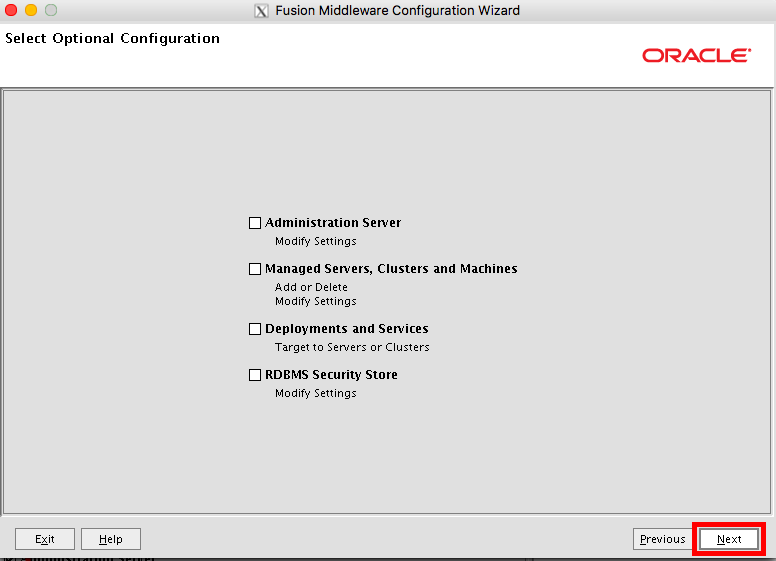 Fusion Middleware Configuration Wizard
Select Optional Configuration
ORACLE
Administration Server
Modify Settings
Managed Servers, Clusters and Machines
Add or Delete
Modify Settings
Deployments and Services
Target to Servers or Clusters
RDBMS Security Store
Modify Settings
Exit Help Previous Next
Administration Server